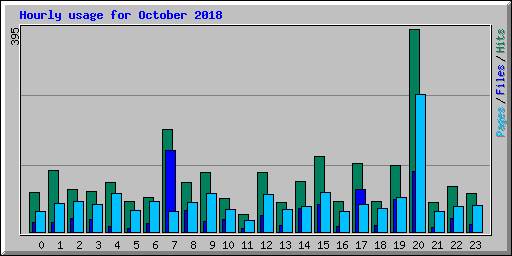 Hourly usage for October 2018
395
Pages / Files / Hits
0 1 2 3 4 5 6 7 8 9 10 11 12 13 14 15 16 17 18 19 20 21 22 23